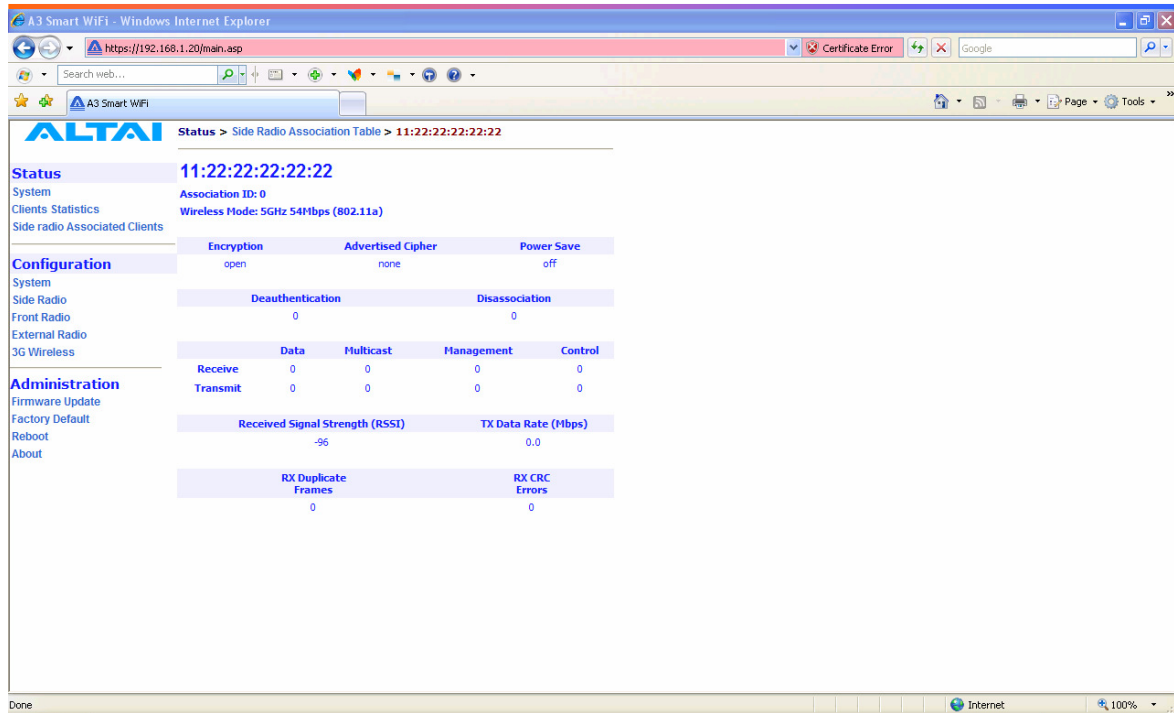 A3 Smart WiFi - Windows Internet Explorer
https://192.168.1.20/main.asp
Certificate Error
Google
Search web...
A3 Smart WiFi
Page
Tools
»
ALTAI
Status > Side Radio Association Table > 11:22:22:22:22:22
Status
System
Clients Statistics
Side radio Associated Clients
Configuration
System
Side Radio
Front Radio
External Radio
3G Wireless
Administration
Firmware Update
Factory Default
Reboot
About
11:22:22:22:22:22
Association ID: 0
Wireless Mode: 5GHz 54Mbps (802.11a)
Encryption Advertised Cipher Power Save
open none off
Deauthentication Disassociation
0 0
Data Multicast Management Control
Receive 0 0 0 0
Transmit 0 0 0 0
Received Signal Strength (RSSI) TX Data Rate (Mbps)
-96 0.0
RX Duplicate Frames RX CRC Errors
0 0
Done
Internet
100%